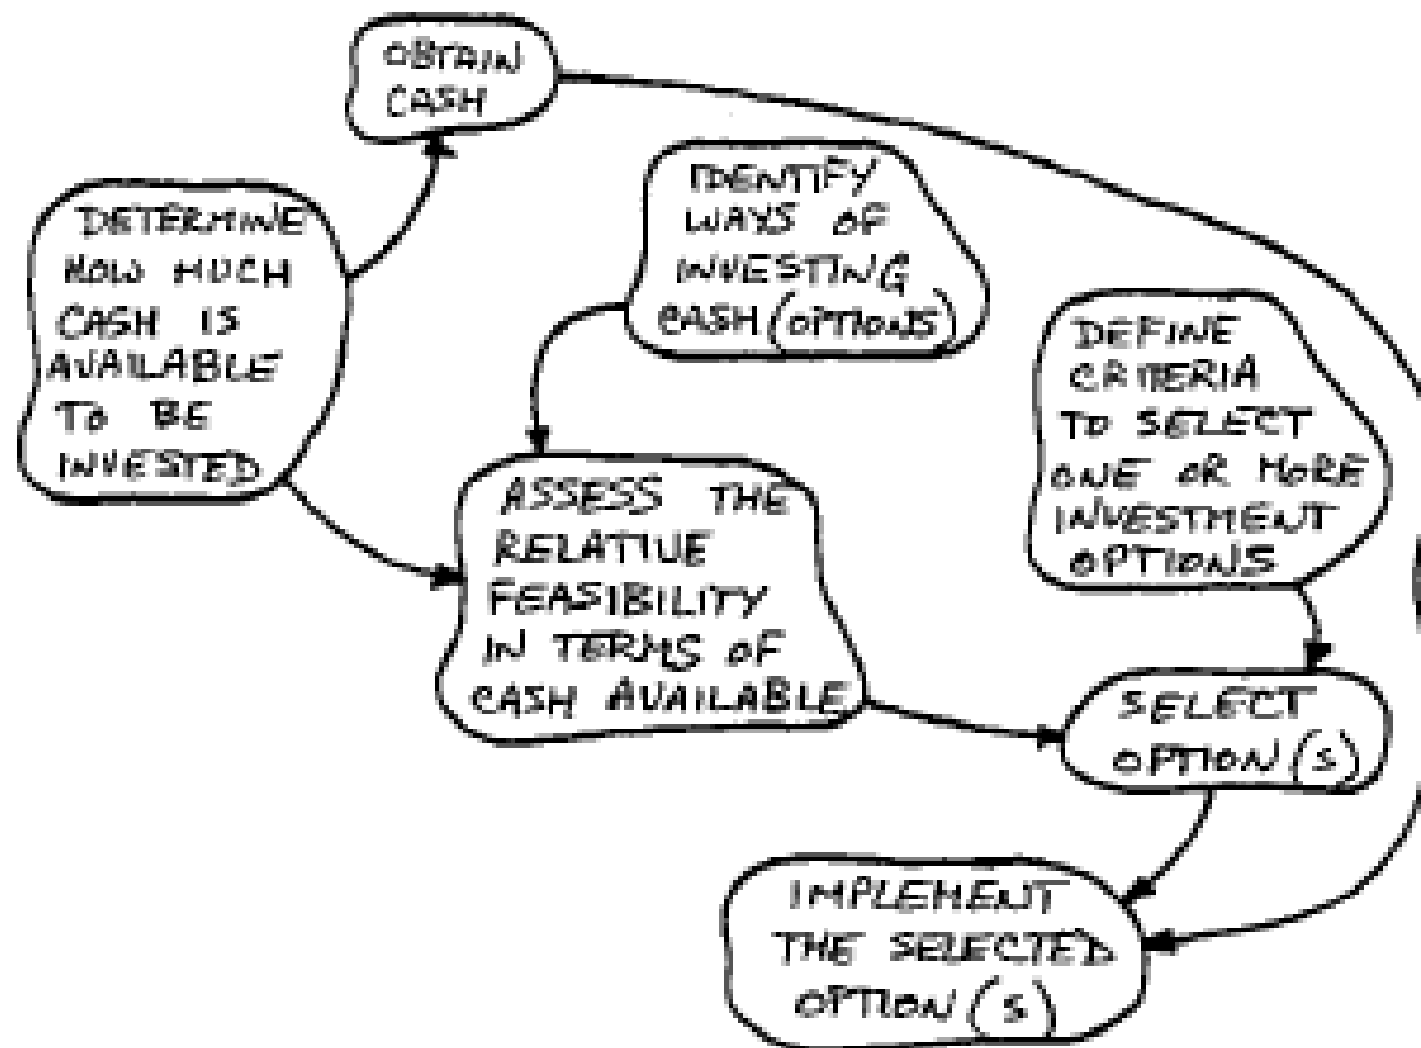 OBTAIN
CASH
DETERMINE
HOW MUCH
CASH IS
AVAILABLE
TO BE
INVESTED
IDENTIFY
WAYS OF
INVESTING
CASH (OPTIONS)
DEFINE
CRITERIA
TO SELECT
ONE OR MORE
INVESTMENT
OPTIONS
ASSESS THE
RELATIVE
FEASIBILITY
IN TERMS OF
CASH AVAILABLE
SELECT
OPTION (S)
IMPLEMENT
THE SELECTED
OPTION (S)